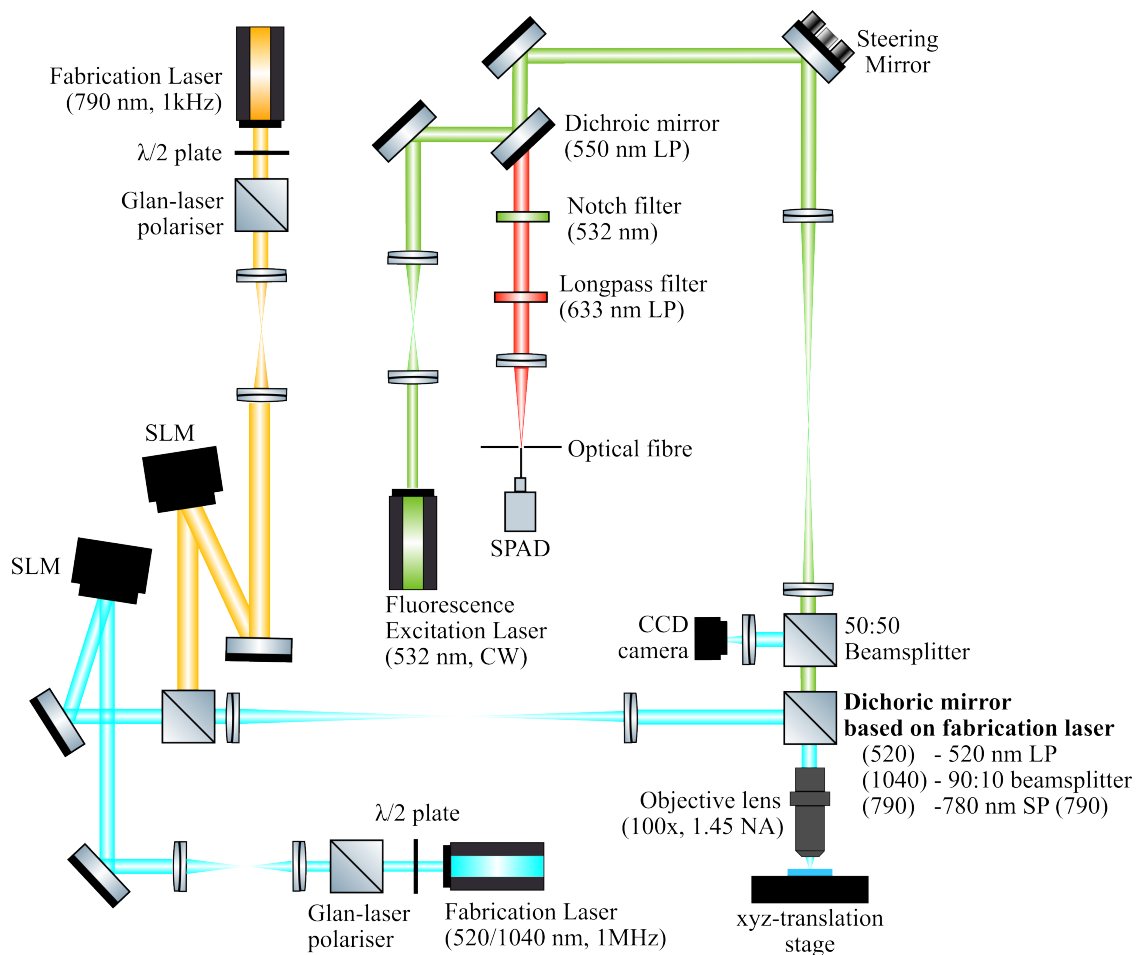 Steering
Mirror
Fabrication Laser
(790 nm, 1kHz)
λ/2 plate
Glan-laser
polariser
Dichroic mirror
(550 nm LP)
Notch filter
(532 nm)
Longpass filter
(633 nm LP)
Optical fibre
SPAD
SLM
SLM
Fluorescence
Excitation Laser
(532 nm, CW)
CCD
camera
50:50
Beamsplitter
Dichoric mirror
based on fabrication laser
(520) - 520 nm LP
(1040) - 90:10 beamsplitter
(790) -780 nm SP (790)
Objective lens
(100x, 1.45 NA)
λ/2 plate
Glan-laser
polariser
Fabrication Laser
(520/1040 nm, 1MHz)
xyz-translation
stage